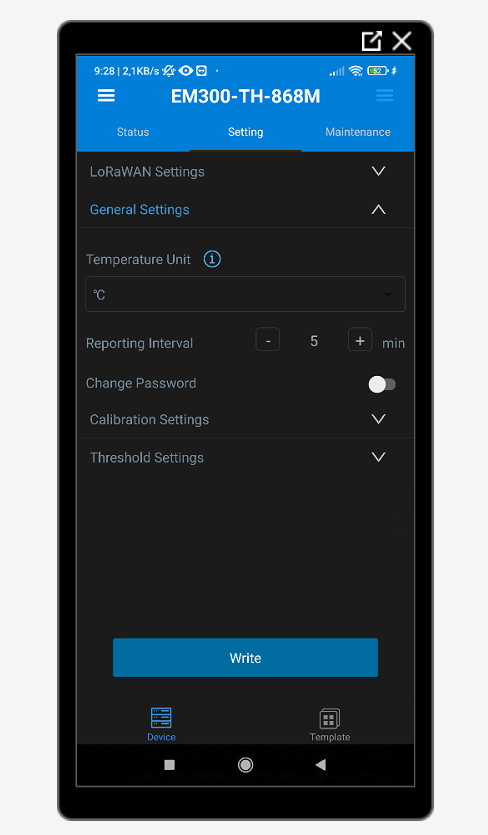 9:28 | 2,1KB/s
52
EM300-TH-868M
Status Setting Maintenance
LoRaWAN Settings
General Settings
Temperature Unit
℃
Reporting Interval - 5 + min
Change Password
Calibration Settings
Threshold Settings
Write
Device Template